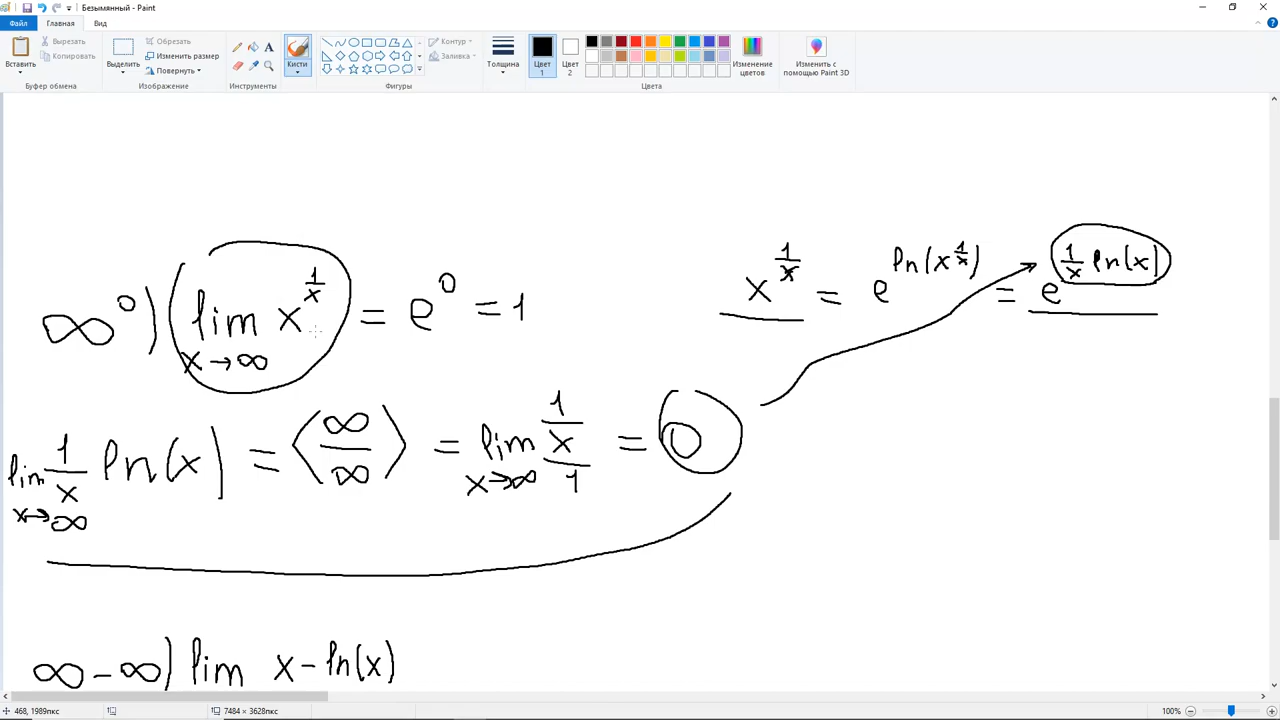 Безымянный - Paint
Файл Главная Вид
Вставить
Вырезать
Копировать
Буфер обмена
Выделить
Обрезать
Изменить размер
Повернуть
Изображение
A
Инструменты
Кисти
Контур
Заливка
Фигуры
Толщина
Цвет 1
Цвет 2
Изменение цветов
Цвета
Изменить с помощью Paint 3D
∞^0) lim x→∞ x^(1/x) = e^0 = 1
x^(1/x) = e^(ln(x^(1/x))) = e^(1/x ln(x))
lim x→∞ 1/x ln(x) = <∞/∞> = lim x→∞ (1/x)/1 = 0
∞ - ∞) lim x - ln(x)
468, 1989пкс
7484 × 3628пкс
100%